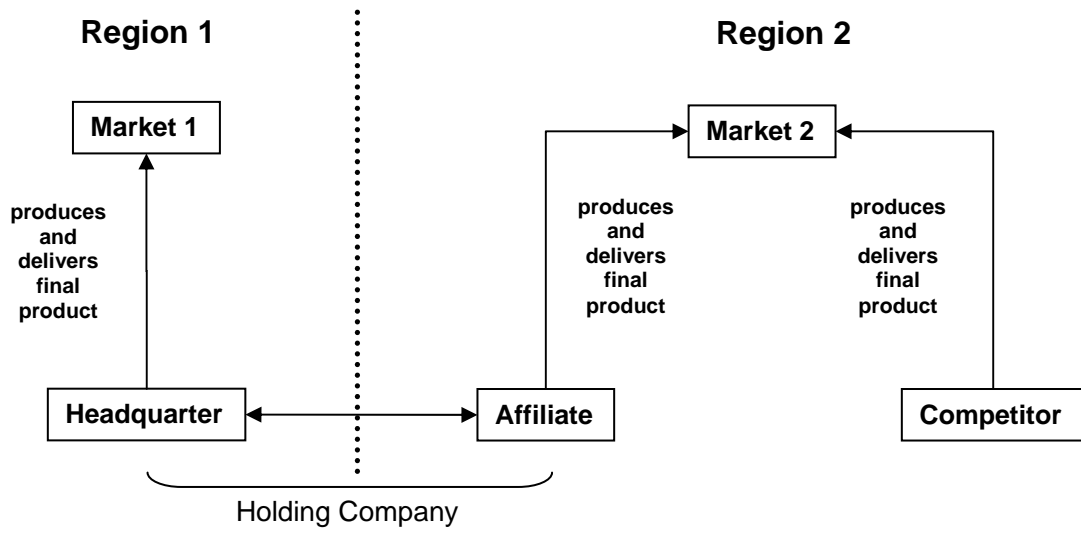 Region 1
Region 2
Market 1
Market 2
produces
and
delivers
final
product
produces
and
delivers
final
product
produces
and
delivers
final
product
Headquarter
Affiliate
Competitor
Holding Company